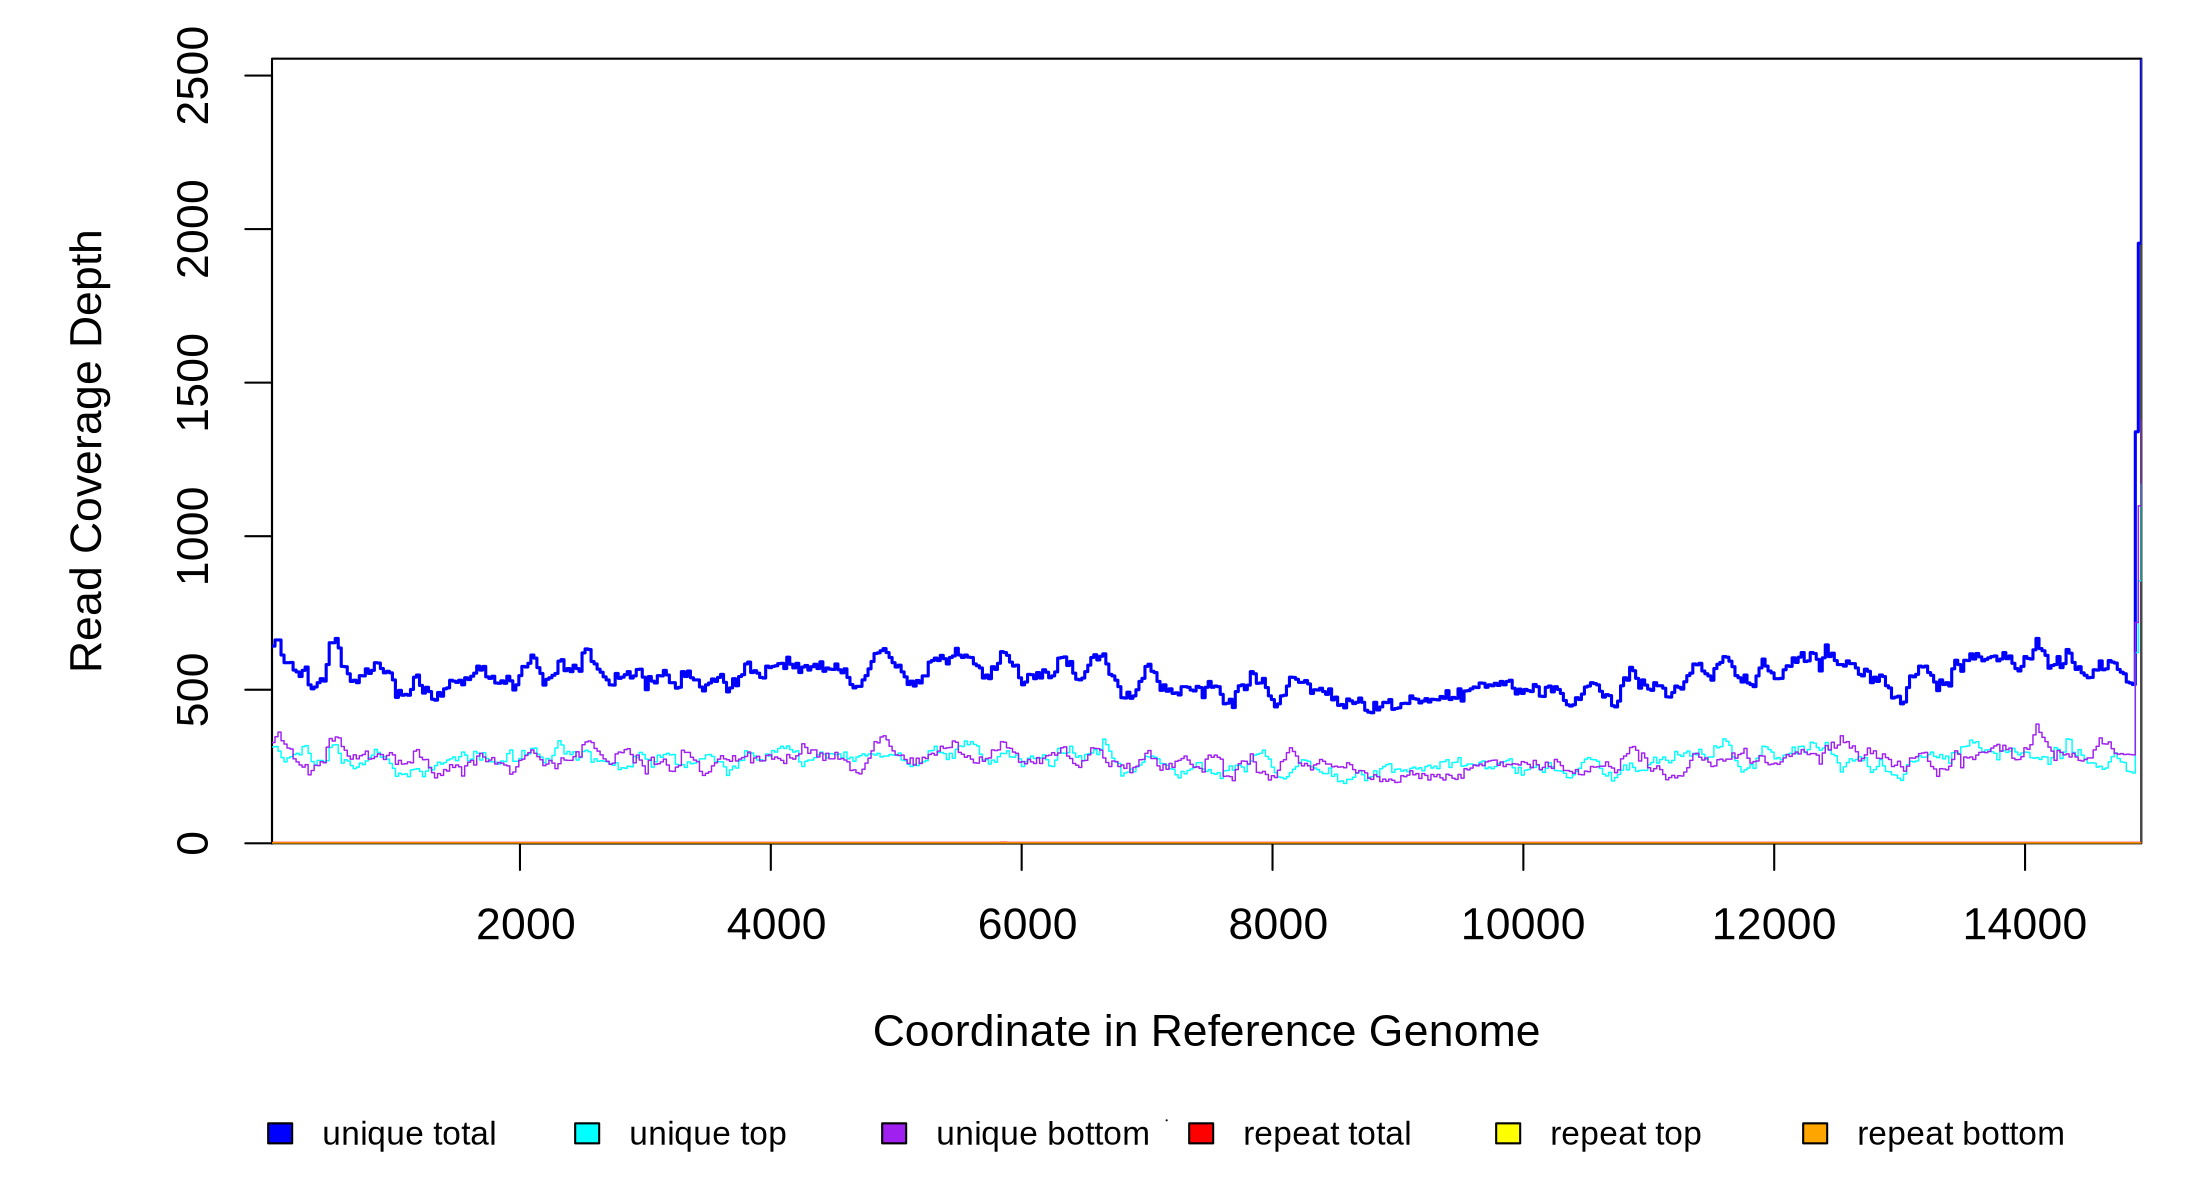 2500
2000
1500
1000
500
0
Read Coverage Depth
2000 4000 6000 8000 10000 12000 14000
Coordinate in Reference Genome
unique total unique top unique bottom repeat total repeat top repeat bottom